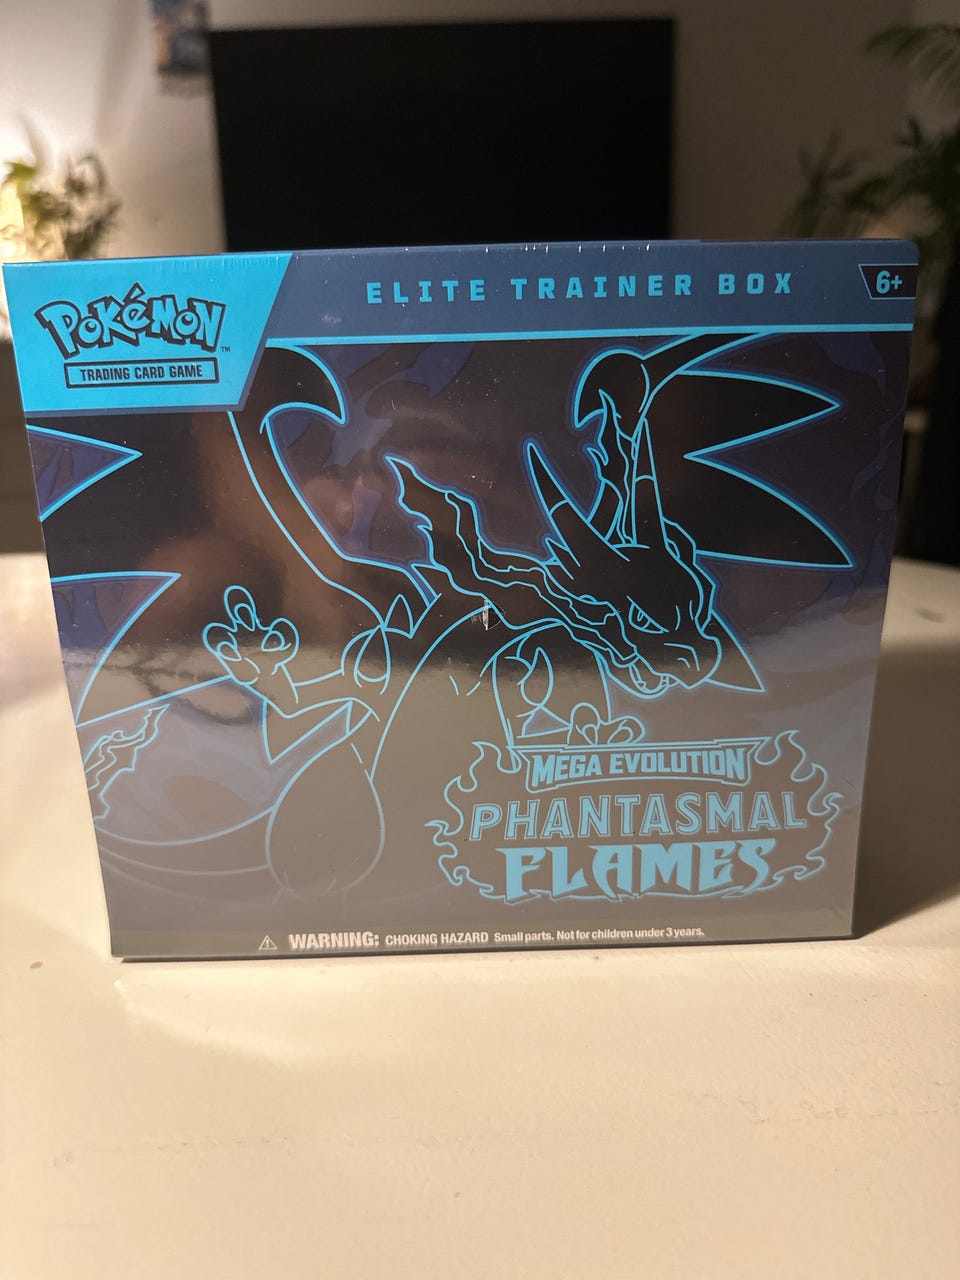 POKéMON™
TRADING CARD GAME
ELITE TRAINER BOX
6+
MEGA EVOLUTION
PHANTASMAL
FLAMES
WARNING: CHOKING HAZARD Small parts. Not for children under 3 years.